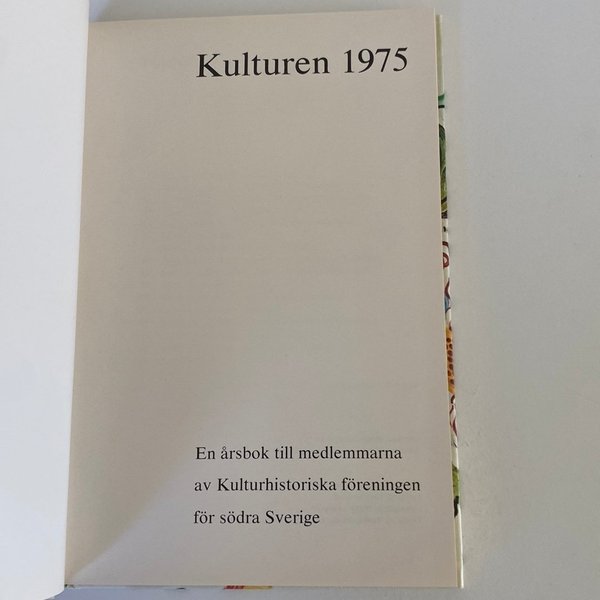 Kulturen 1975
En årsbok till medlemmarna
av Kulturhistoriska föreningen
för södra Sverige